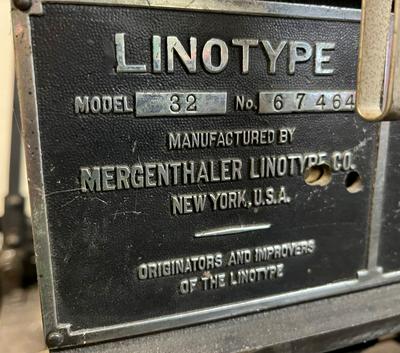 LINOTYPE
MODEL 32 No. 67464
MANUFACTURED BY
MERGENTHALER LINOTYPE CO.
NEW YORK, U.S.A.
ORIGINATORS AND IMPROVERS
OF THE LINOTYPE